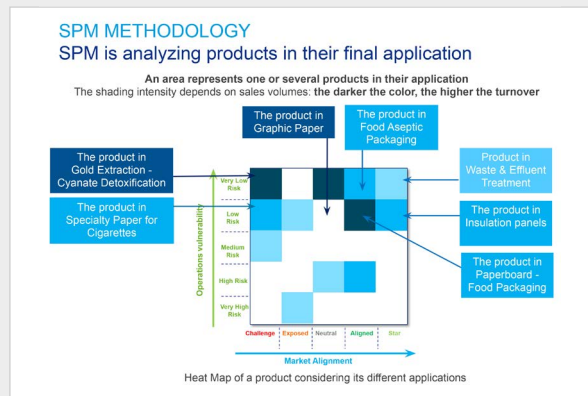 SPM METHODOLOGY
SPM is analyzing products in their final application
An area represents one or several products in their application
The shading intensity depends on sales volumes: the darker the color, the higher the turnover
The product in
Graphic Paper
The product in
Food Aseptic
Packaging
The product in
Gold Extraction -
Cyanate Detoxification
Product in
Waste & Effluent
Treatment
The product in
Specialty Paper for
Cigarettes
The product in
Insulation panels
The product in
Paperboard -
Food Packaging
Operations vulnerability
Very Low
Risk
Low
Risk
Medium
Risk
High Risk
Very High
Risk
Challenge Exposed Neutral Aligned Star
Market Alignment
Heat Map of a product considering its different applications